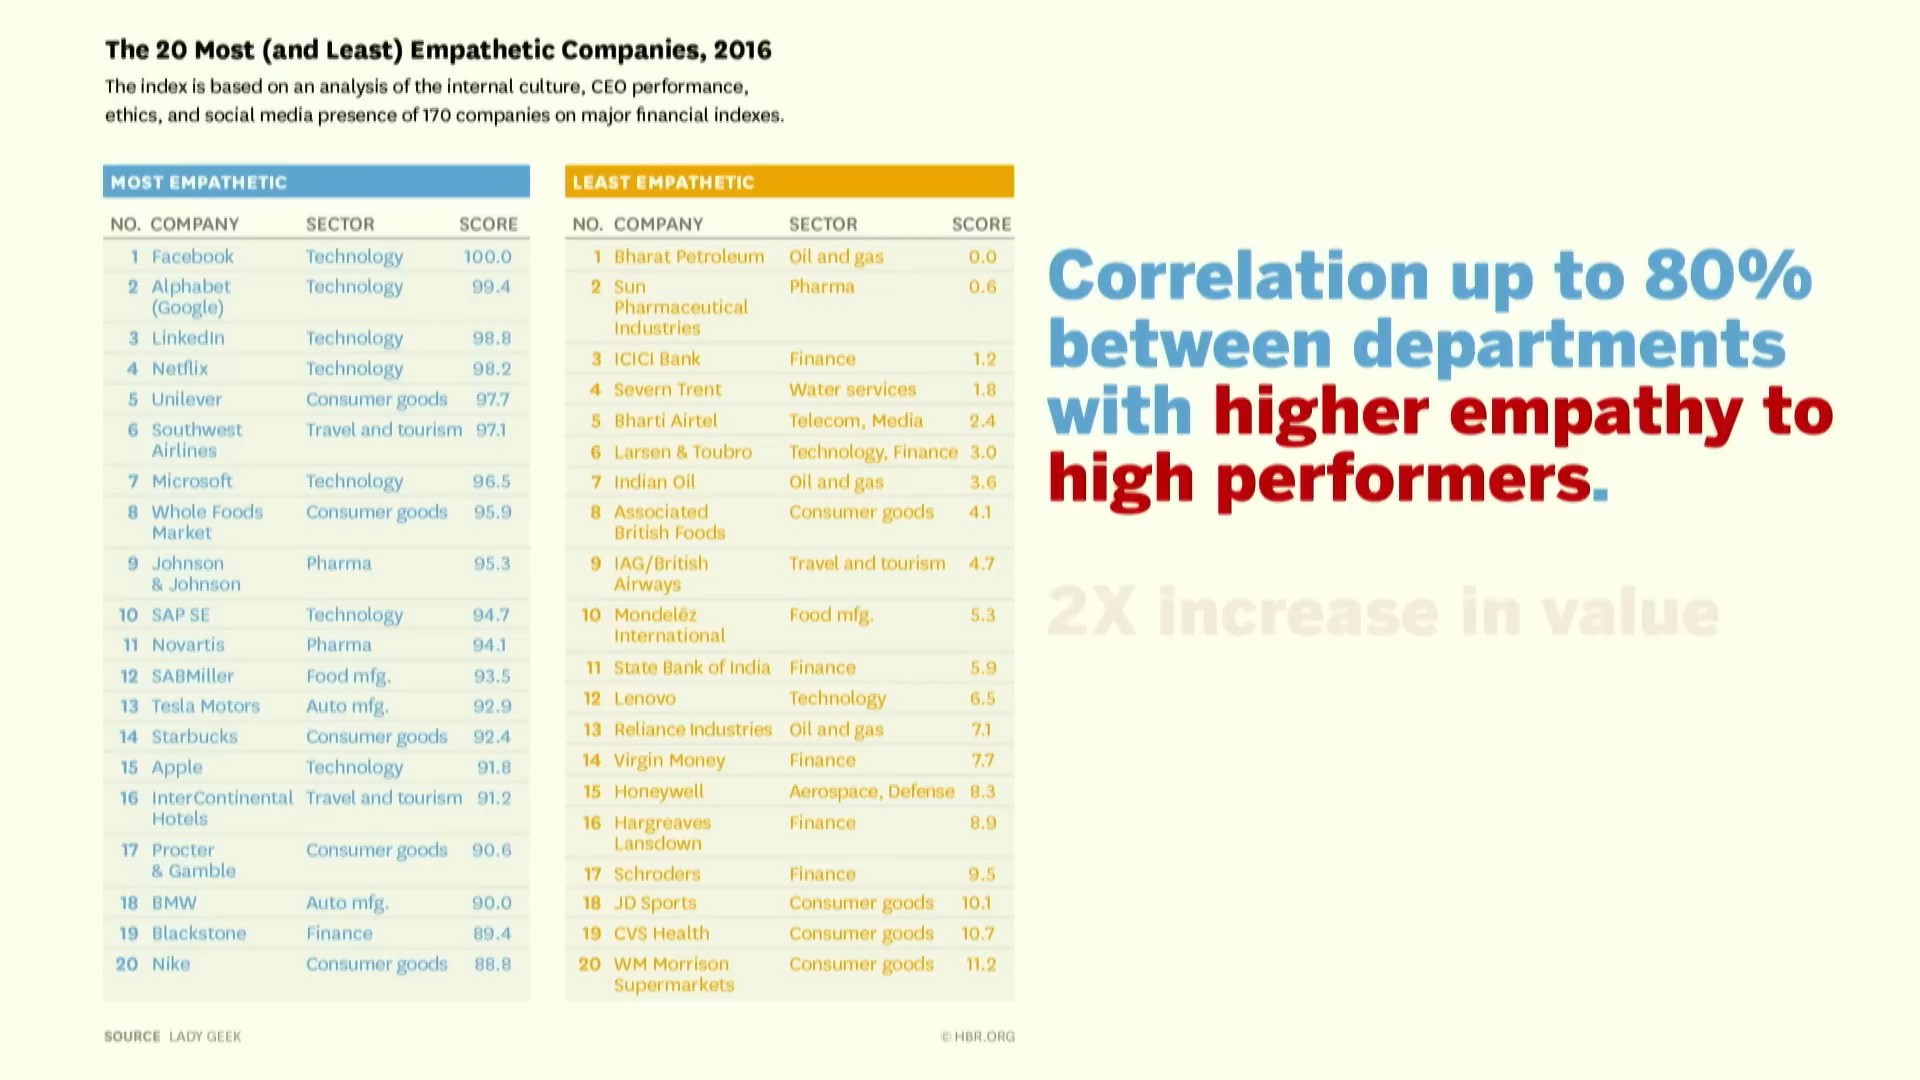 The 20 Most (and Least) Empathetic Companies, 2016
The index is based on an analysis of the internal culture, CEO performance,
ethics, and social media presence of 170 companies on major financial indexes.
MOST EMPATHETIC
NO. COMPANY SECTOR SCORE
1 Facebook Technology 100.0
2 Alphabet Technology 99.4
(Google)
3 LinkedIn Technology 98.8
4 Netflix Technology 98.2
5 Unilever Consumer goods 97.7
6 Southwest Travel and tourism 97.1
Airlines
7 Microsoft Technology 96.5
8 Whole Foods Consumer goods 95.9
Market
9 Johnson Pharma 95.3
& Johnson
10 SAP SE Technology 94.7
11 Novartis Pharma 94.1
12 SABMiller Food mfg. 93.5
13 Tesla Motors Auto mfg. 92.9
14 Starbucks Consumer goods 92.4
15 Apple Technology 91.8
16 InterContinental Travel and tourism 91.2
Hotels
17 Procter Consumer goods 90.6
& Gamble
18 BMW Auto mfg. 90.0
19 Blackstone Finance 89.4
20 Nike Consumer goods 88.8
LEAST EMPATHETIC
NO. COMPANY SECTOR SCORE
1 Bharat Petroleum Oil and gas 0.0
2 Sun Pharma 0.6
Pharmaceutical
Industries
3 ICICI Bank Finance 1.2
4 Severn Trent Water services 1.8
5 Bharti Airtel Telecom, Media 2.4
6 Larsen & Toubro Technology, Finance 3.0
7 Indian Oil Oil and gas 3.6
8 Associated Consumer goods 4.1
British Foods
9 IAG/British Travel and tourism 4.7
Airways
10 Mondelēz Food mfg. 5.3
International
11 State Bank of India Finance 5.9
12 Lenovo Technology 6.5
13 Reliance Industries Oil and gas 7.1
14 Virgin Money Finance 7.7
15 Honeywell Aerospace, Defense 8.3
16 Hargreaves Finance 8.9
Lansdown
17 Schroders Finance 9.5
18 JD Sports Consumer goods 10.1
19 CVS Health Consumer goods 10.7
20 WM Morrison Consumer goods 11.2
Supermarkets
SOURCE LADY GEEK
© HBR.ORG
Correlation up to 80%
between departments
with higher empathy to
high performers.
2X increase in value